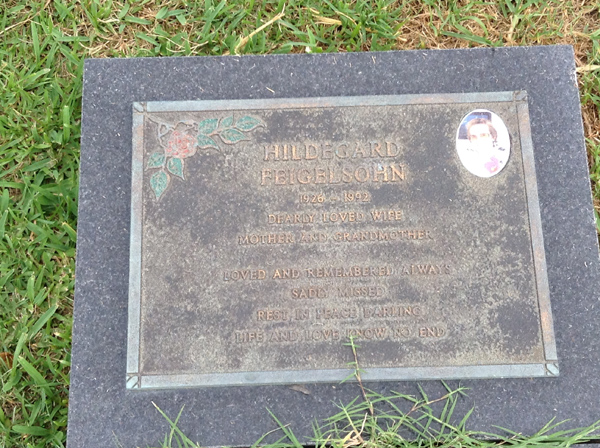 HILDEGARD
FEIGELSOHN
1926 - 1992
DEARLY LOVED WIFE
MOTHER AND GRANDMOTHER
LOVED AND REMEMBERED ALWAYS
SADLY MISSED
REST IN PEACE DARLING
LIFE AND LOVE KNOW NO END